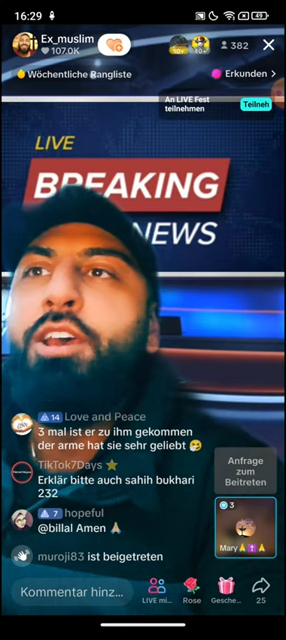 16:29
49
Ex_muslim
107.0K
10+
10+
382
Wöchentliche Rangliste
Erkunden >
An LIVE Fest
teilnehmen
Teilneh
LIVE
BREAKING
NEWS
14 Love and Peace
3 mal ist er zu ihm gekommen
der arme hat sie sehr geliebt
TikTok7Days
Erklär bitte auch sahih bukhari
232
7 hopeful
@billal Amen
muroji83 ist beigetreten
Anfrage
zum
Beitreten
3
Mary
Kommentar hinz...
LIVE mi...
Rose
Gesche...
25